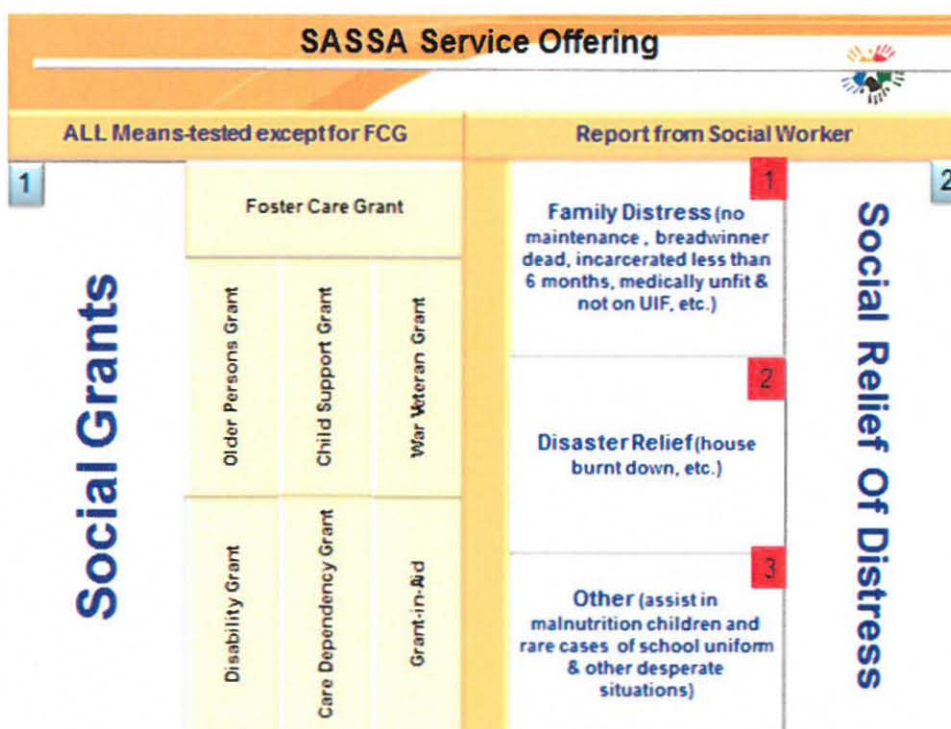 SASSA Service Offering
ALL Means-tested except for FCG
Report from Social Worker
1
Social Grants
Foster Care Grant
Older Persons Grant
Child Support Grant
War Veteran Grant
Disability Grant
Care Dependency Grant
Grant-in-Aid
1
Family Distress (no
maintenance , breadwinner
dead, incarcerated less than
6 months, medically unfit &
not on UIF, etc.)
2
Disaster Relief (house
burnt down, etc.)
3
Other (assist in
malnutrition children and
rare cases of school uniform
& other desperate
situations)
2
Social Relief Of Distress